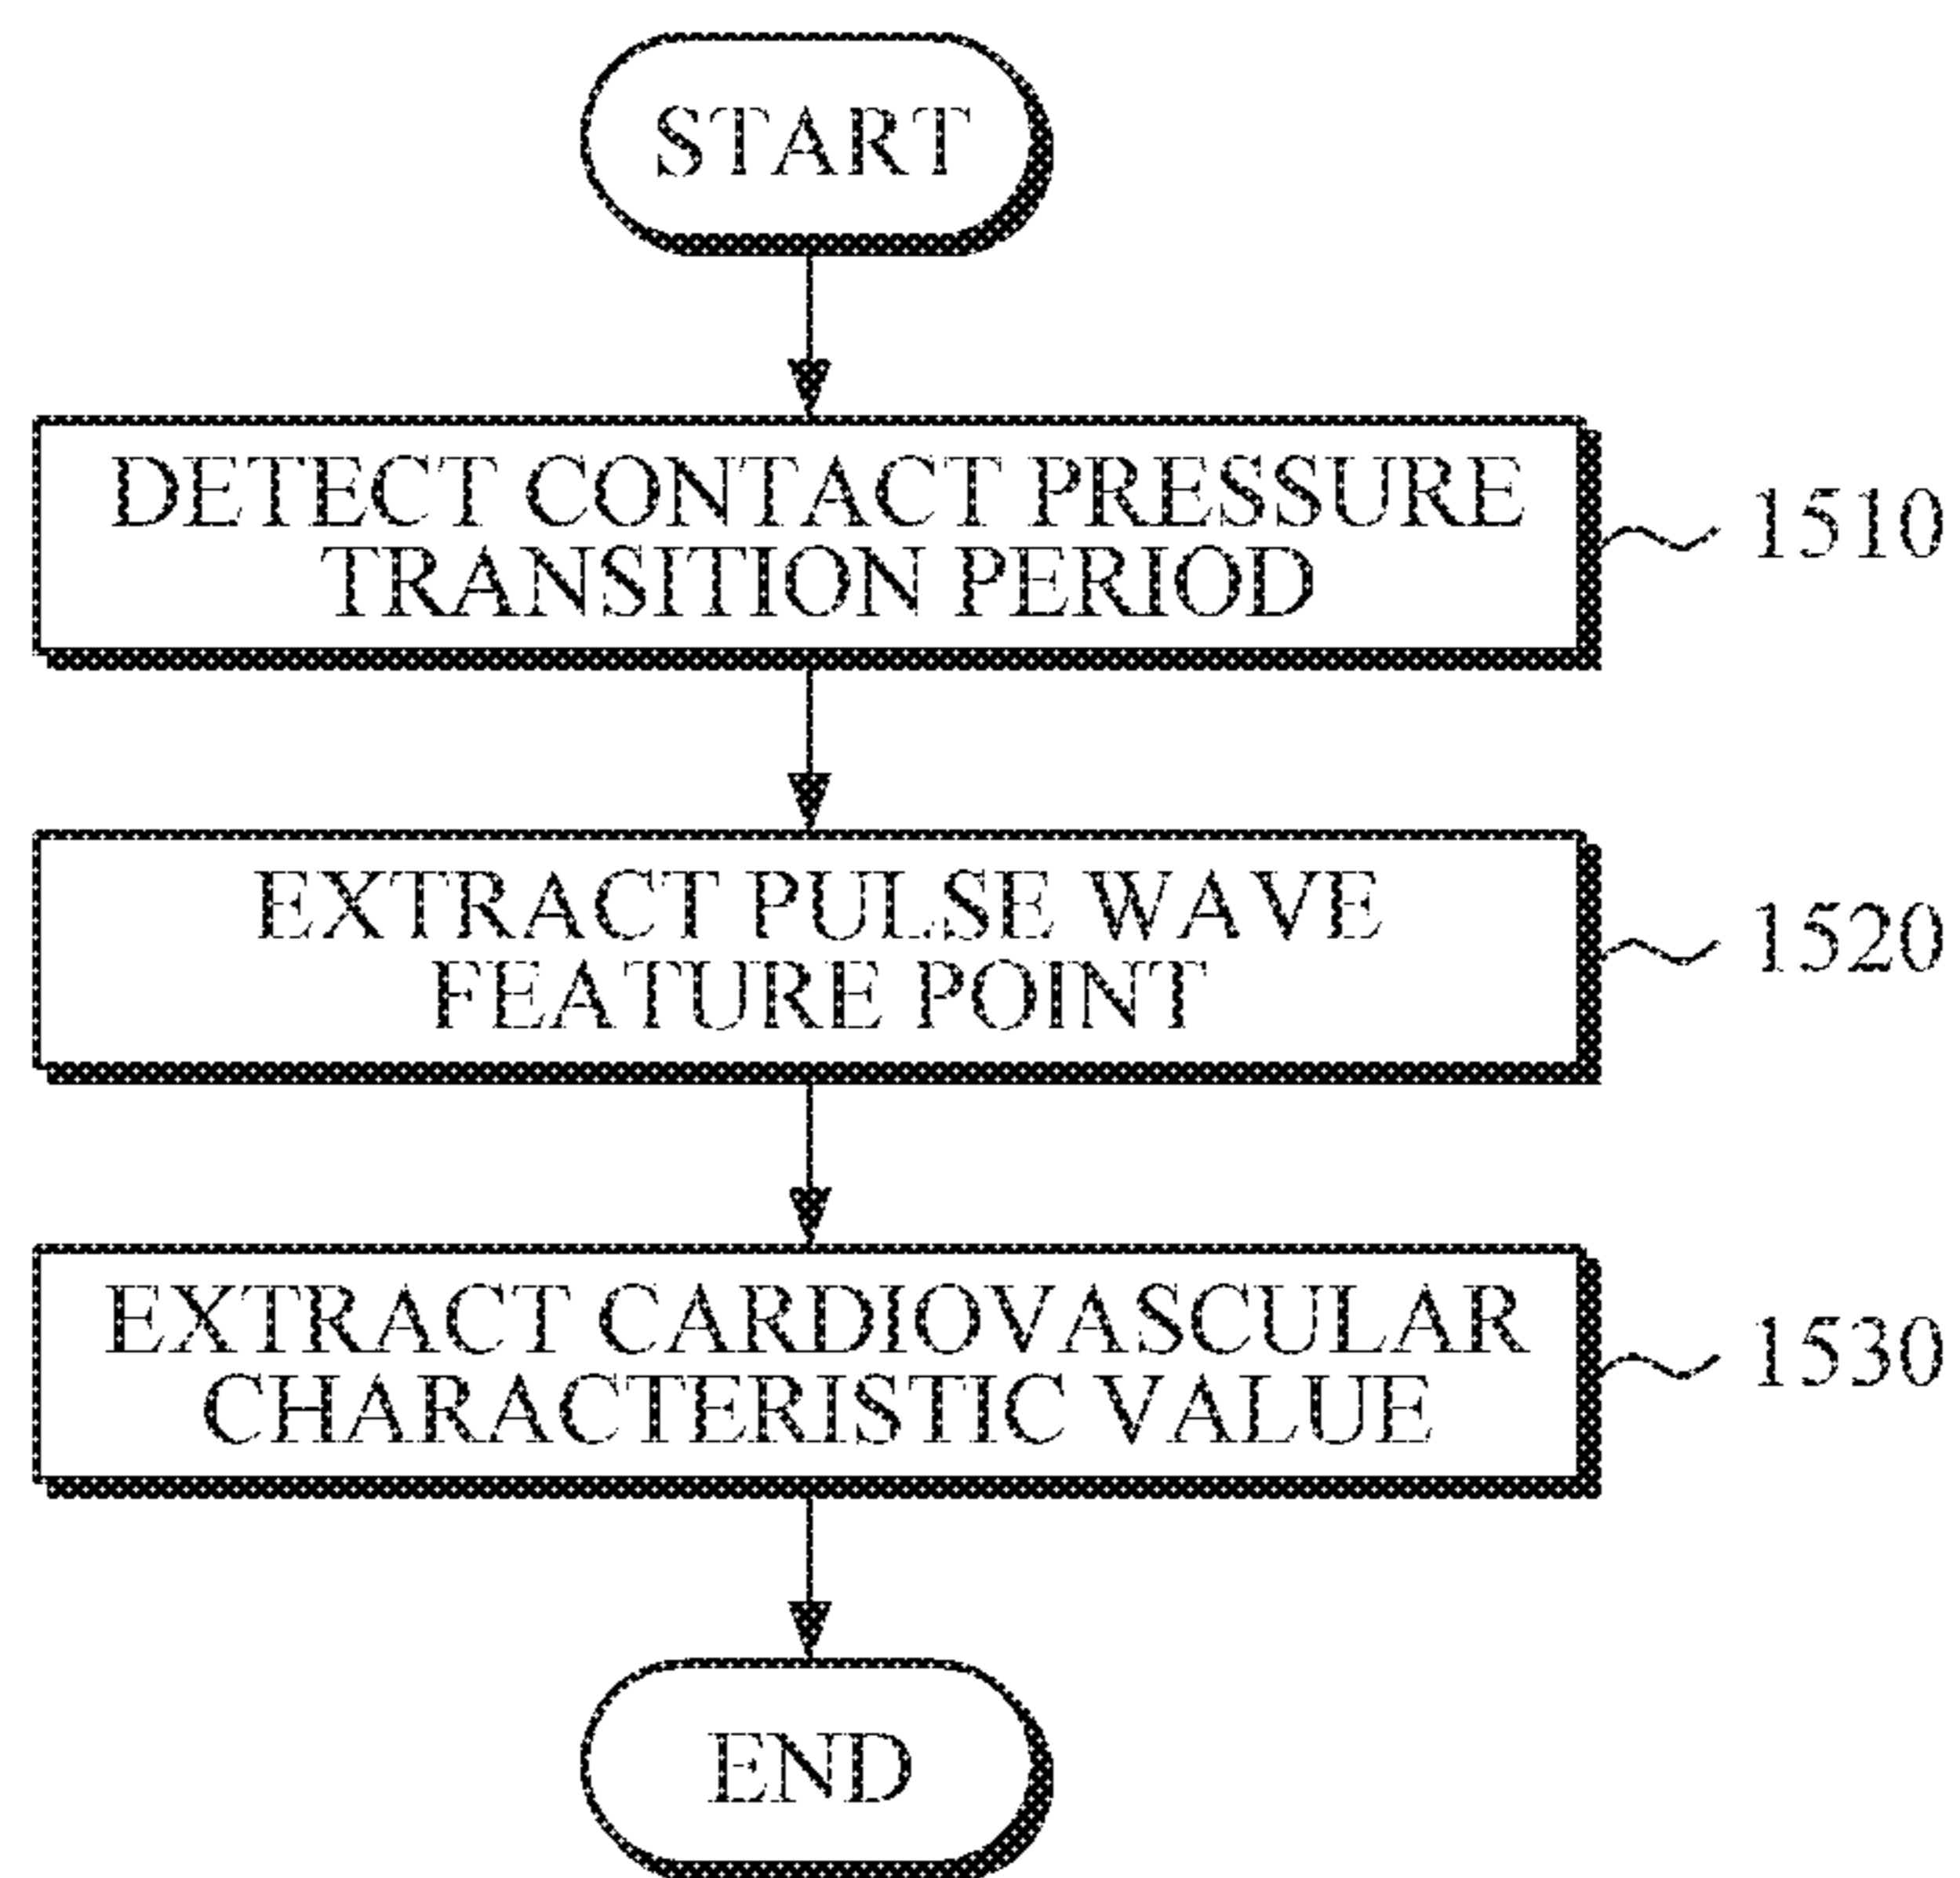 START
DETECT CONTACT PRESSURE
TRANSITION PERIOD
1510
EXTRACT PULSE WAVE
FEATURE POINT
1520
EXTRACT CARDIOVASCULAR
CHARACTERISTIC VALUE
1530
END